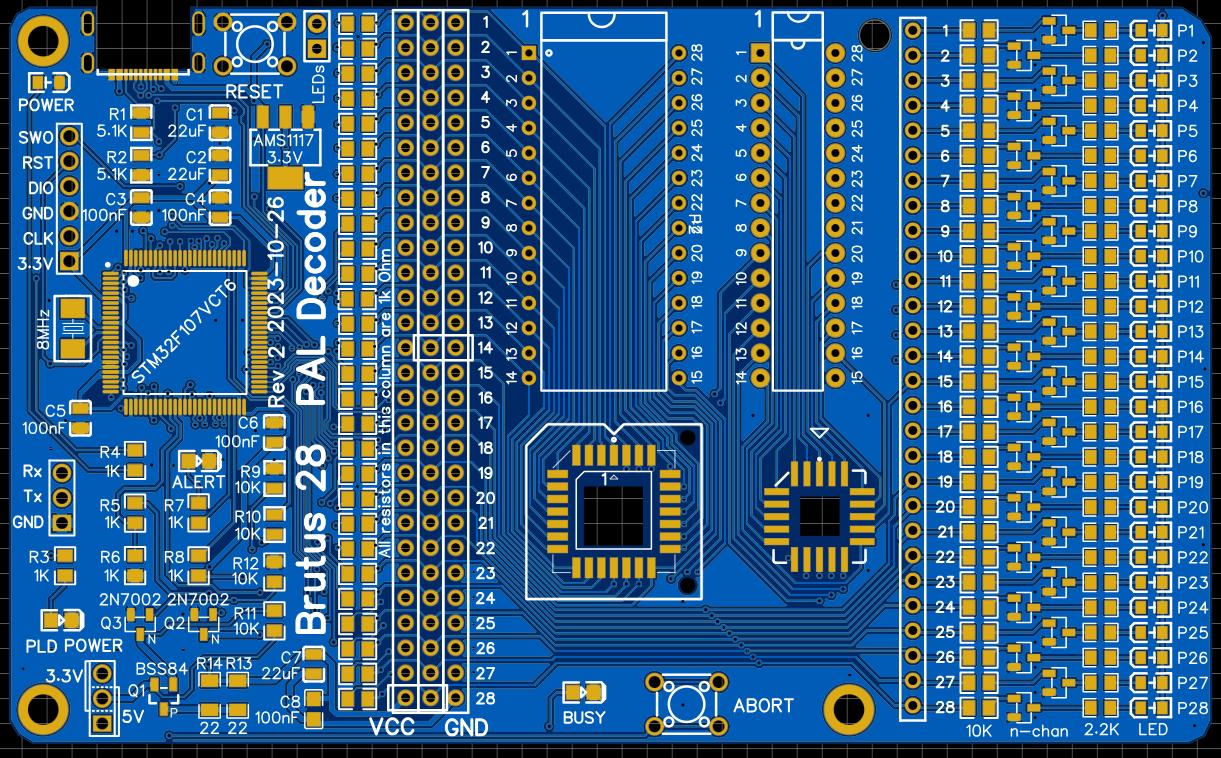 POWER
RESET
LEDs
R1
5.1K
C1
22uF
AMS1117
3.3V
R2
5.1K
C2
22uF
C3
100nF
C4
100nF
SWO
RST
DIO
GND
CLK
3.3V
8MHz
STM32F107VCT6
Rev 2 2023-10-26
Brutus 28 PAL Decoder
All resistors in this column are 1k Ohm
C5
100nF
C6
100nF
R4
1K
ALERT
R9
10K
Rx
Tx
GND
R5
1K
R7
1K
R10
10K
R3
1K
R6
1K
R8
1K
R12
10K
2N7002
2N7002
Q3
N
Q2
N
R11
10K
PLD POWER
3.3V
5V
BSS84
Q1
P
R14
R13
22
22
C7
22uF
C8
100nF
1
2
3
4
5
6
7
8
9
10
11
12
13
14
15
16
17
18
19
20
21
22
23
24
25
26
27
28
VCC
GND
1
1
2
3
4
5
6
7
8
9
10
11
12
13
14
28
27
26
25
24
23
22
21
20
19
18
17
16
15
1
1
2
3
4
5
6
7
8
9
10
11
12
13
14
28
27
26
25
24
23
22
21
20
19
18
17
16
15
1
BUSY
ABORT
1
2
3
4
5
6
7
8
9
10
11
12
13
14
15
16
17
18
19
20
21
22
23
24
25
26
27
28
P1
P2
P3
P4
P5
P6
P7
P8
P9
P10
P11
P12
P13
P14
P15
P16
P17
P18
P19
P20
P21
P22
P23
P24
P25
P26
P27
P28
10K
n-chan
2.2K
LED